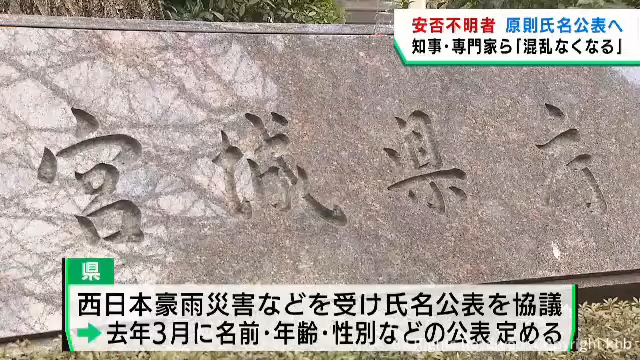 安否不明者 原則氏名公表へ
知事・専門家ら「混乱なくなる」
宮城県庁
県
西日本豪雨災害などを受け氏名公表を協議
➡去年3月に名前・年齢・性別などの公表定める